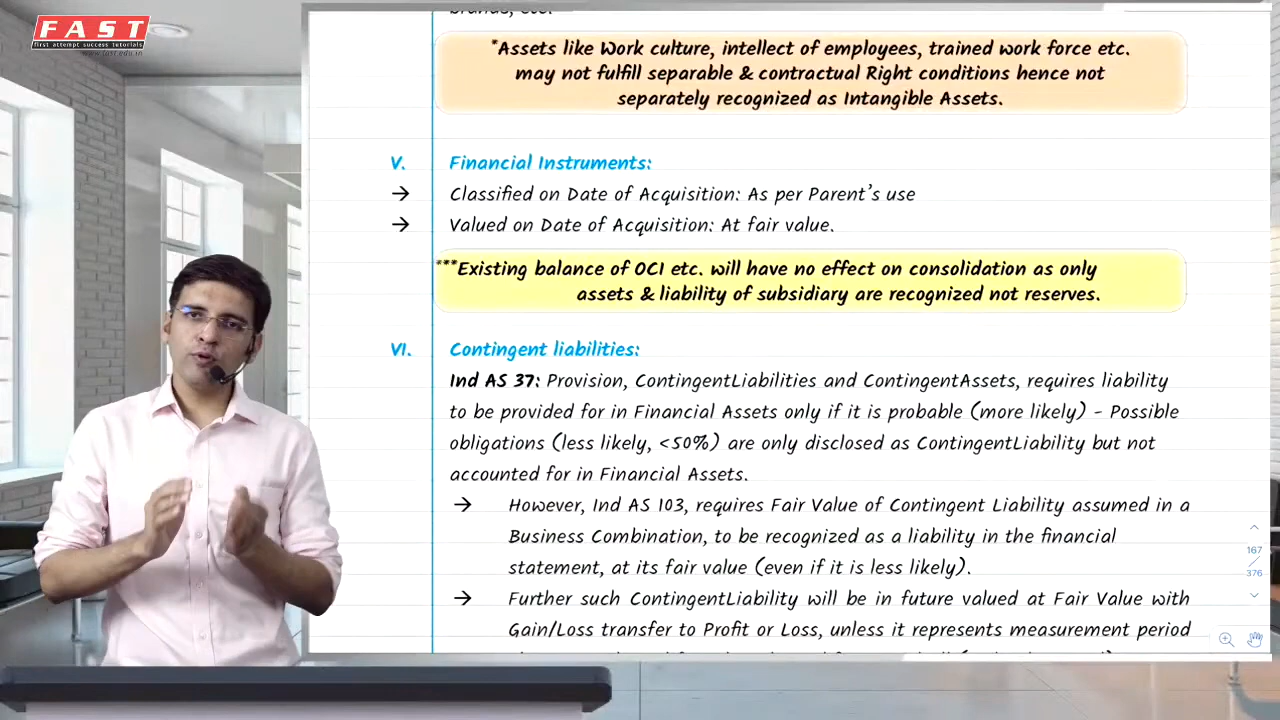 FAST
first attempt success tutorials
www.fast.edu.in
brands, etc.
*Assets like Work culture, intellect of employees, trained work force etc.
may not fulfill separable & contractual Right conditions hence not
separately recognized as Intangible Assets.
V. Financial Instruments:
→ Classified on Date of Acquisition: As per Parent's use
→ Valued on Date of Acquisition: At fair value.
***Existing balance of OCI etc. will have no effect on consolidation as only
assets & liability of subsidiary are recognized not reserves.
VI. Contingent liabilities:
Ind AS 37: Provision, ContingentLiabilities and ContingentAssets, requires liability
to be provided for in Financial Assets only if it is probable (more likely) - Possible
obligations (less likely, <50%) are only disclosed as ContingentLiability but not
accounted for in Financial Assets.
→ However, Ind AS 103, requires Fair Value of Contingent Liability assumed in a
Business Combination, to be recognized as a liability in the financial
statement, at its fair value (even if it is less likely).
→ Further such ContingentLiability will be in future valued at Fair Value with
Gain/Loss transfer to Profit or Loss, unless it represents measurement period
167
376